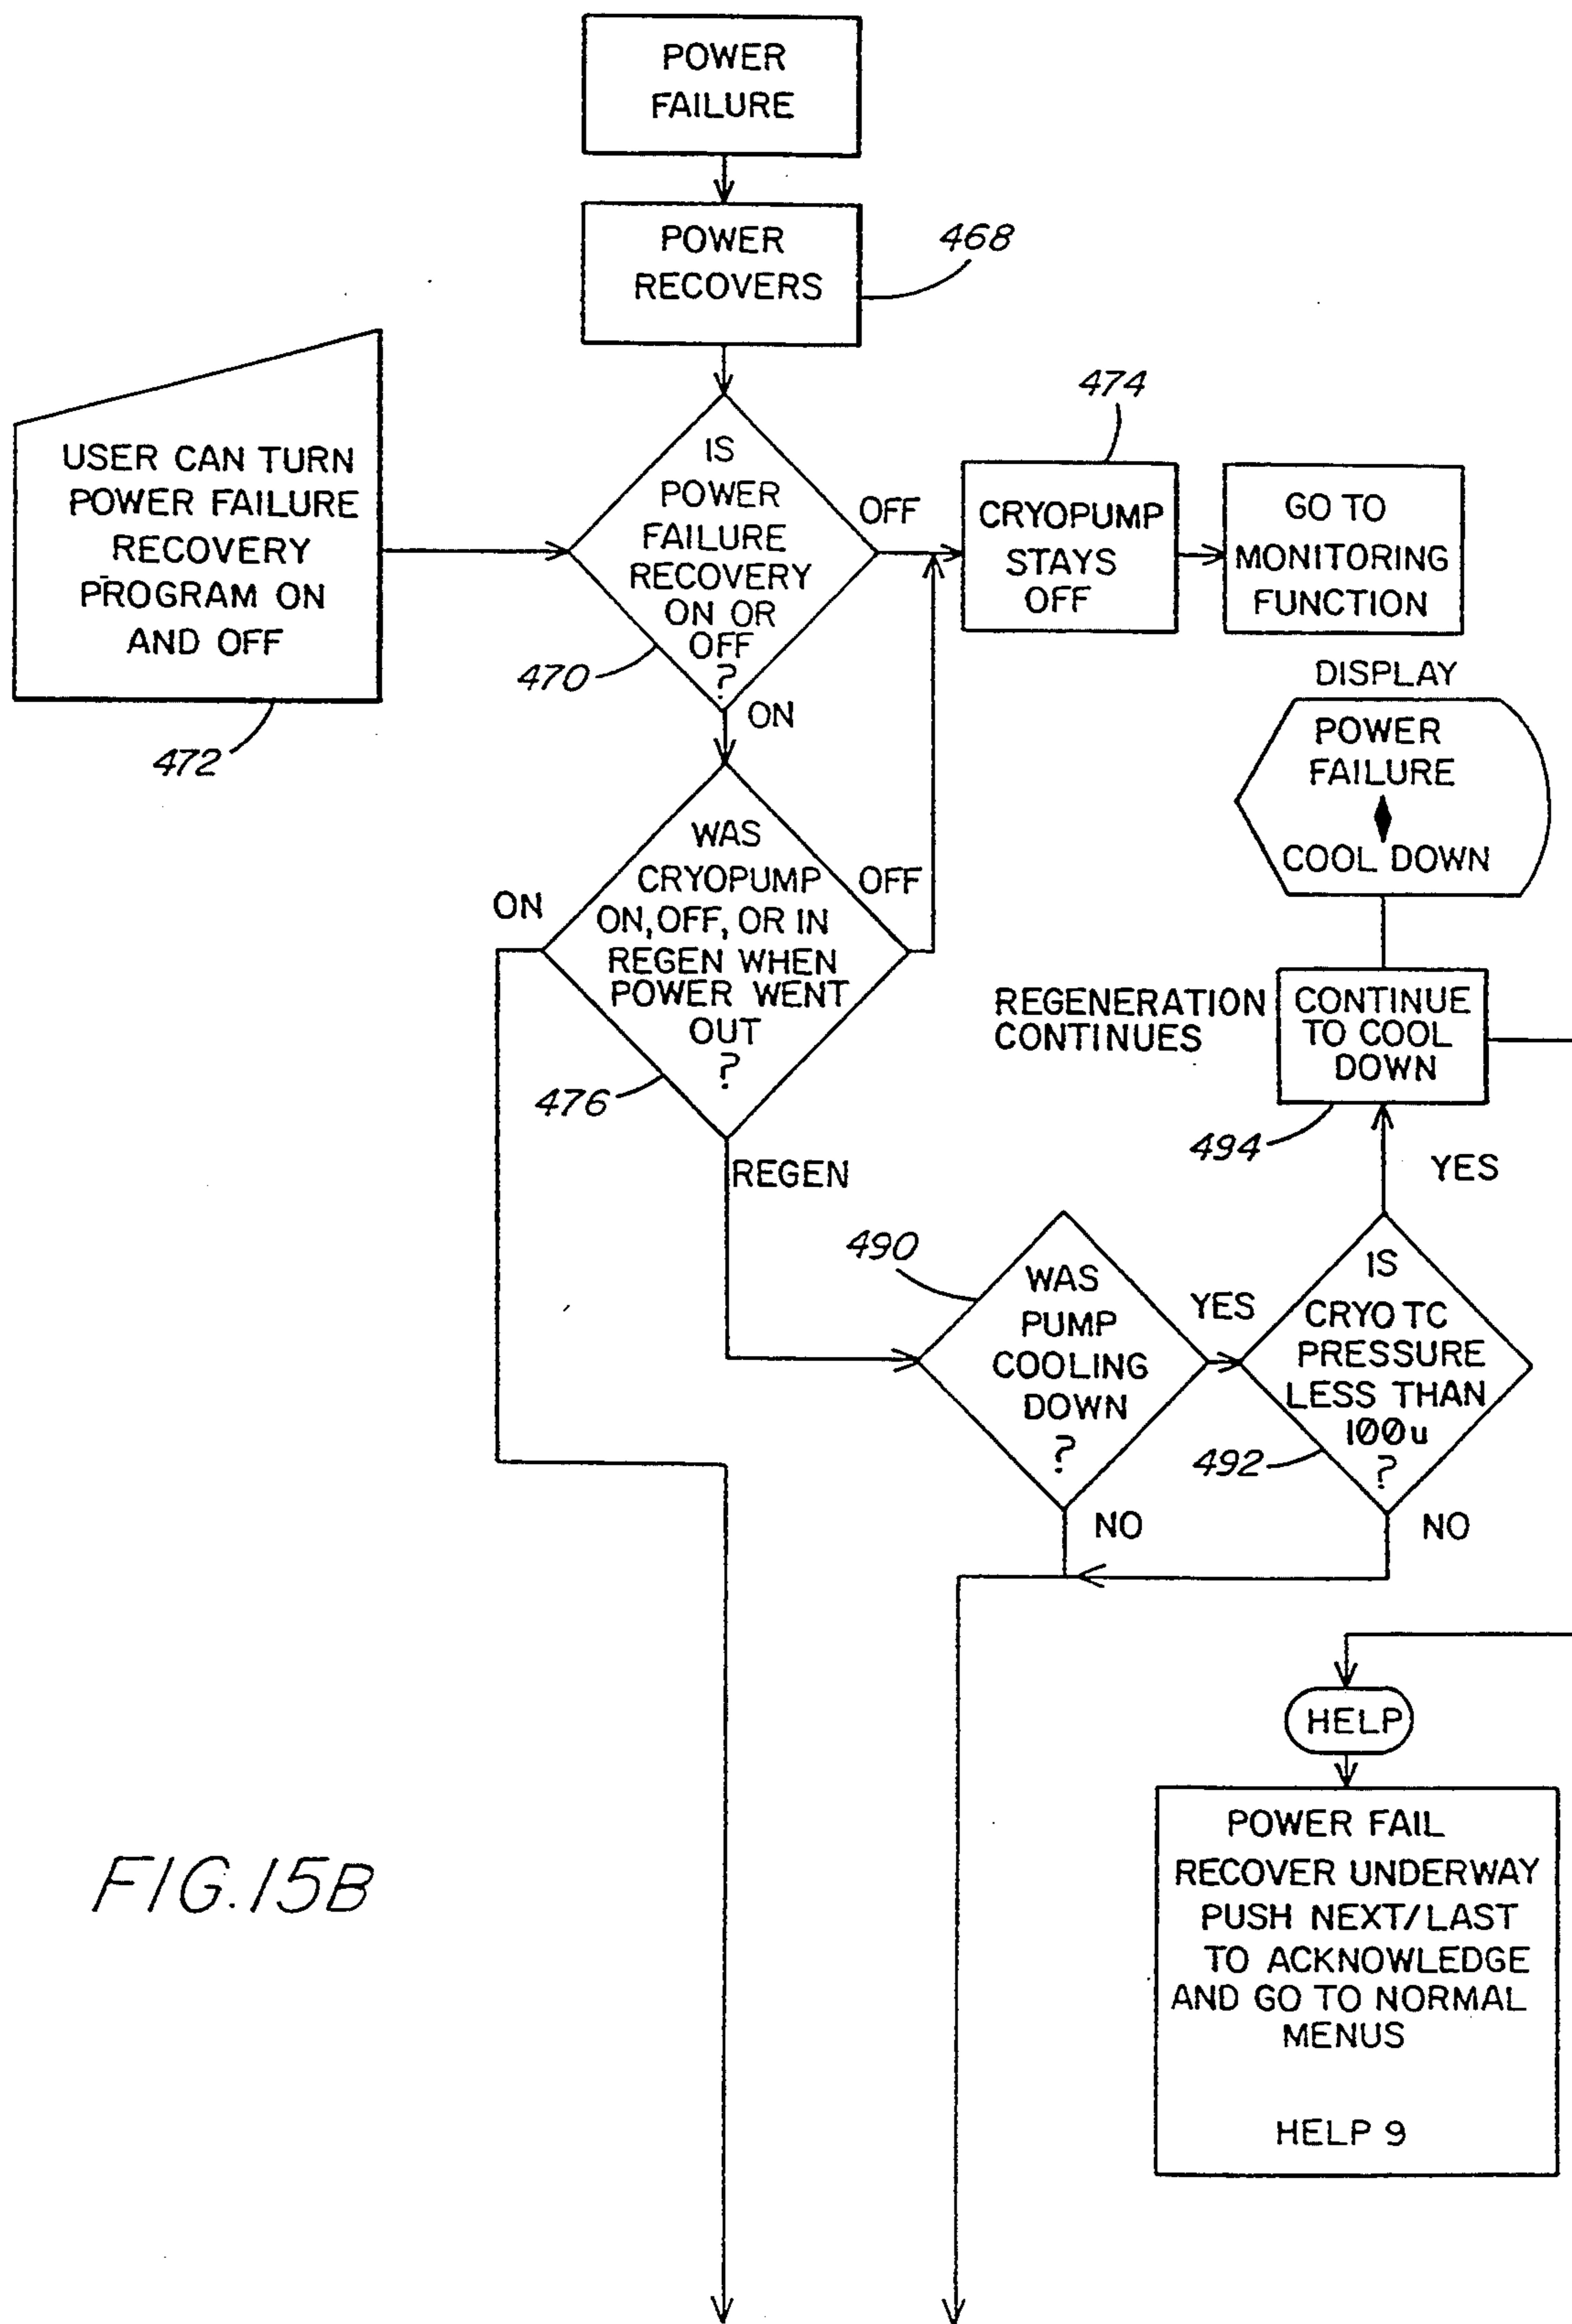 POWER
FAILURE
POWER
RECOVERS
468
USER CAN TURN
POWER FAILURE
RECOVERY
PROGRAM ON
AND OFF
472
IS
POWER
FAILURE
RECOVERY
ON OR
OFF
?
470
OFF
ON
474
CRYOPUMP
STAYS
OFF
GO TO
MONITORING
FUNCTION
DISPLAY
POWER
FAILURE
COOL DOWN
WAS
CRYOPUMP
ON, OFF, OR IN
REGEN WHEN
POWER WENT
OUT
?
476
ON
OFF
REGEN
REGENERATION
CONTINUES
CONTINUE
TO COOL
DOWN
494
YES
490
WAS
PUMP
COOLING
DOWN
?
YES
NO
IS
CRYO TC
PRESSURE
LESS THAN
100u
?
492
NO
HELP
POWER FAIL
RECOVER UNDERWAY
PUSH NEXT/LAST
TO ACKNOWLEDGE
AND GO TO NORMAL
MENUS
HELP 9
FIG. 15B